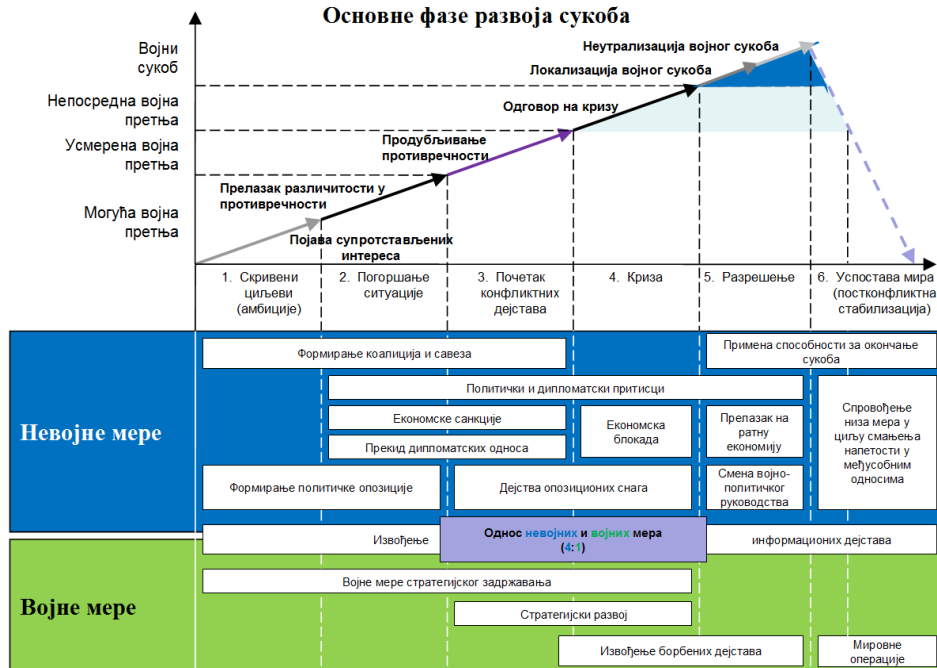 Основне фазе развоја сукоба
Војни
сукоб
Непосредна војна
претња
Усмерена војна
претња
Могућа војна
претња
Неутрализација војног сукоба
Локализација војног сукоба
Одговор на кризу
Продубљивање
противречности
Прелазак различитости у
противречности
Појава супротстављених
интереса
1. Скривени
циљеви
(амбиције)
2. Погоршање
ситуације
3. Почетак
конфликтних
дејстава
4. Криза
5. Разрешење
6. Успостава мира
(постконфликтна
стабилизација)
Невојне мере
Формирање коалиција и савеза
Примена способности за окончање
сукоба
Политички и дипломатски притисци
Економске санкције
Економска
блокада
Прелазак на
ратну
економију
Спровођење
низа мера у
циљу смањења
напетости у
међусобним
односима
Прекид дипломатских односа
Формирање политичке опозиције
Дејства опозиционих снага
Смена војно-
политичког
руководства
Извођење
Однос невојних и војних мера
(4:1)
информационих дејстава
Војне мере
Војне мере стратегијског задржавања
Стратегијски развој
Извођење борбених дејстава
Мировне
операције